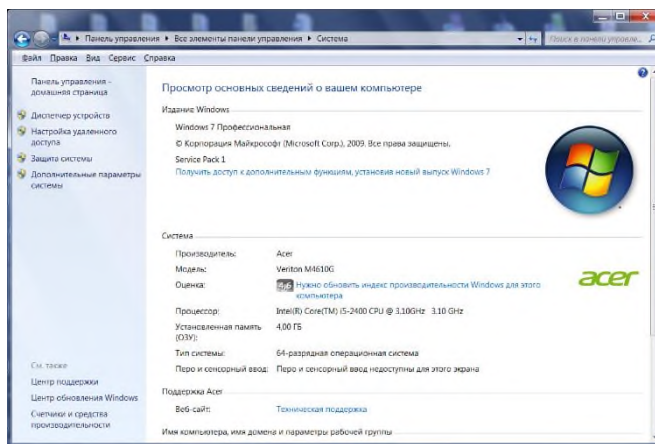 Панель управления ▸ Все элементы панели управления ▸ Система
Поиск в панели управле...
Файл Правка Вид Сервис Справка
Панель управления -
домашняя страница
Диспетчер устройств
Настройка удаленного
доступа
Защита системы
Дополнительные параметры
системы
Просмотр основных сведений о вашем компьютере
Издание Windows
Windows 7 Профессиональная
© Корпорация Майкрософт (Microsoft Corp.), 2009. Все права защищены.
Service Pack 1
Получить доступ к дополнительным функциям, установив новый выпуск Windows 7
Система
Производитель: Acer
Модель: Veriton M4610G
Оценка: 4,6 Нужно обновить индекс производительности Windows для этого
компьютера
acer
Процессор: Intel(R) Core(TM) i5-2400 CPU @ 3.10GHz 3.10 GHz
Установленная память
(ОЗУ): 4,00 ГБ
Тип системы: 64-разрядная операционная система
Перо и сенсорный ввод: Перо и сенсорный ввод недоступны для этого экрана
Поддержка Acer
Веб-сайт: Техническая поддержка
Имя компьютера, имя домена и параметры рабочей группы
См. также
Центр поддержки
Центр обновления Windows
Счетчики и средства
производительности